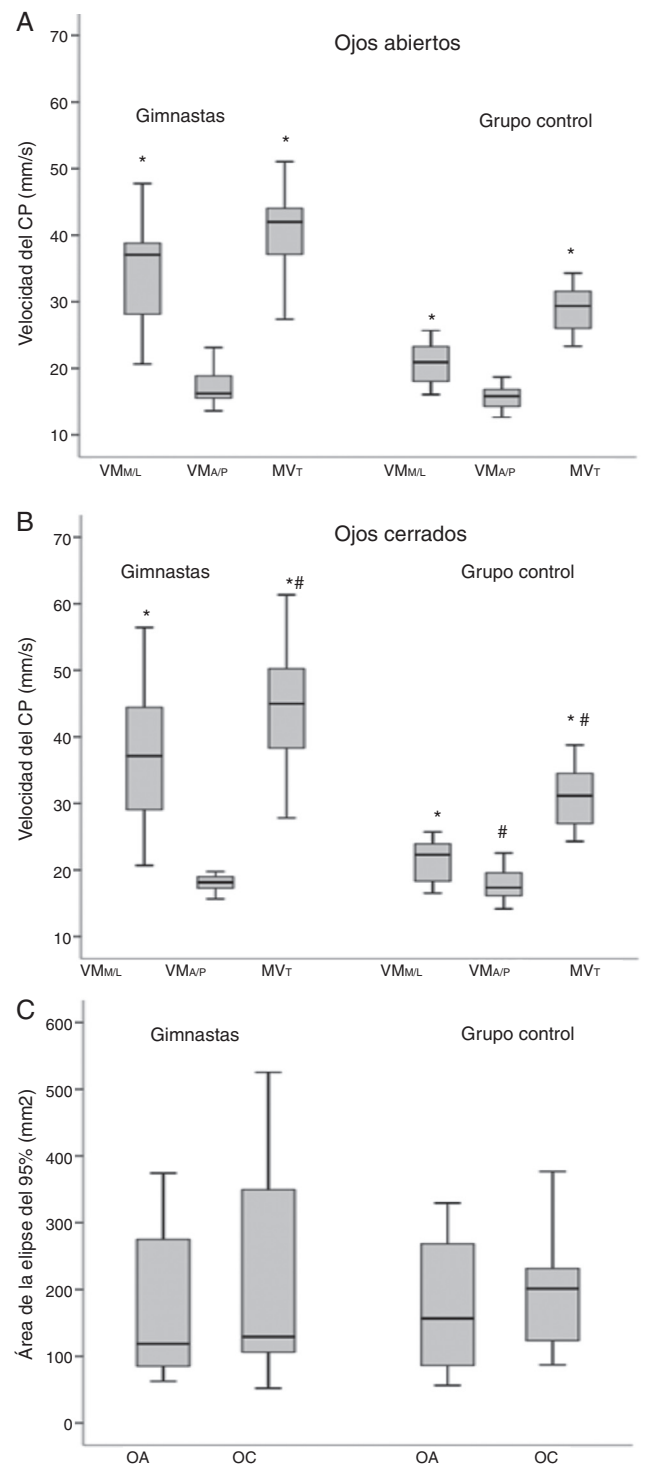 A
Ojos abiertos
Gimnastas
Grupo control
Velocidad del CP (mm/s)
70
60
50
40
30
20
10
*
*
*
*
VMM/L
VMA/P
MVT
VMM/L
VMA/P
MVT
B
Ojos cerrados
Gimnastas
Grupo control
Velocidad del CP (mm/s)
70
60
50
40
30
20
10
*
*#
*
#
* #
VMM/L
VMA/P
MVT
VMM/L
VMA/P
MVT
C
Gimnastas
Grupo control
Área de la elipse del 95% (mm2)
600
500
400
300
200
100
0
OA
OC
OA
OC